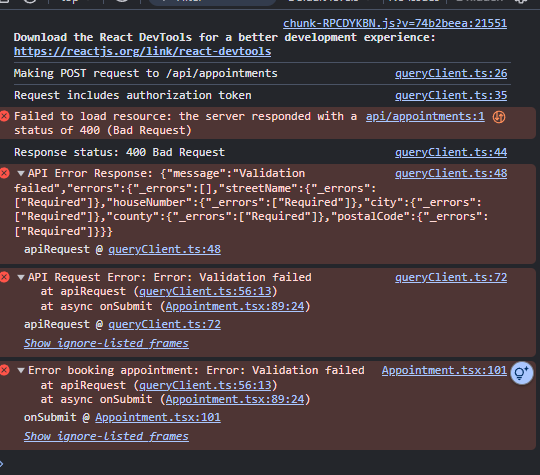 chunk-RPCDYKBN.js?v=74b2beea:21551
Download the React DevTools for a better development experience:
https://reactjs.org/link/react-devtools
Making POST request to /api/appointments queryClient.ts:26
Request includes authorization token queryClient.ts:35
Failed to load resource: the server responded with a api/appointments:1
status of 400 (Bad Request)
Response status: 400 Bad Request queryClient.ts:44
API Error Response: {"message":"Validation queryClient.ts:48
failed","errors":{"_errors":[],"streetName":{"_errors":
["Required"]},"houseNumber":{"_errors":["Required"]},"city":{"_errors":
["Required"]},"county":{"_errors":["Required"]},"postalCode":{"_errors":
["Required"]}}}
apiRequest @ queryClient.ts:48
API Request Error: Error: Validation failed queryClient.ts:72
at apiRequest (queryClient.ts:56:13)
at async onSubmit (Appointment.tsx:89:24)
apiRequest @ queryClient.ts:72
Show ignore-listed frames
Error booking appointment: Error: Validation failed Appointment.tsx:101
at apiRequest (queryClient.ts:56:13)
at async onSubmit (Appointment.tsx:89:24)
onSubmit @ Appointment.tsx:101
Show ignore-listed frames